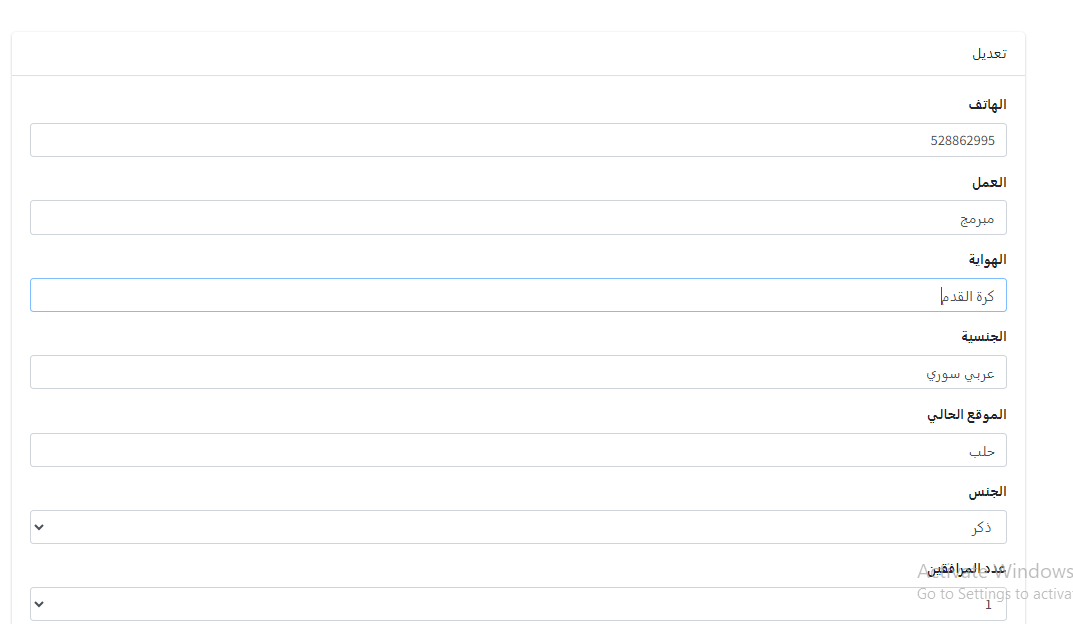 تعديل
الهاتف
528862995
العمل
مبرمج
الهواية
كرة القدم
الجنسية
عربي سوري
الموقع الحالي
حلب
الجنس
ذكر
عدد المرافقين
Activate Windows
Go to Settings to activa
1